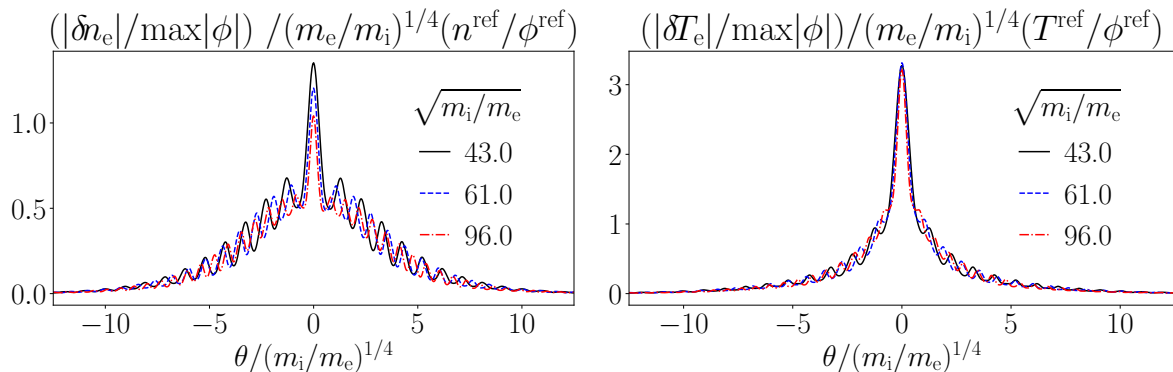 (|δn_e|/max|ϕ|) /(m_e/m_i)^{1/4}(n^{ref}/ϕ^{ref})
√m_i/m_e
43.0
61.0
96.0
1.0
0.5
0.0
−10 −5 0 5 10
θ/(m_i/m_e)^{1/4}
(|δT_e|/max|ϕ|)/(m_e/m_i)^{1/4}(T^{ref}/ϕ^{ref})
√m_i/m_e
43.0
61.0
96.0
3
2
1
0
−10 −5 0 5 10
θ/(m_i/m_e)^{1/4}